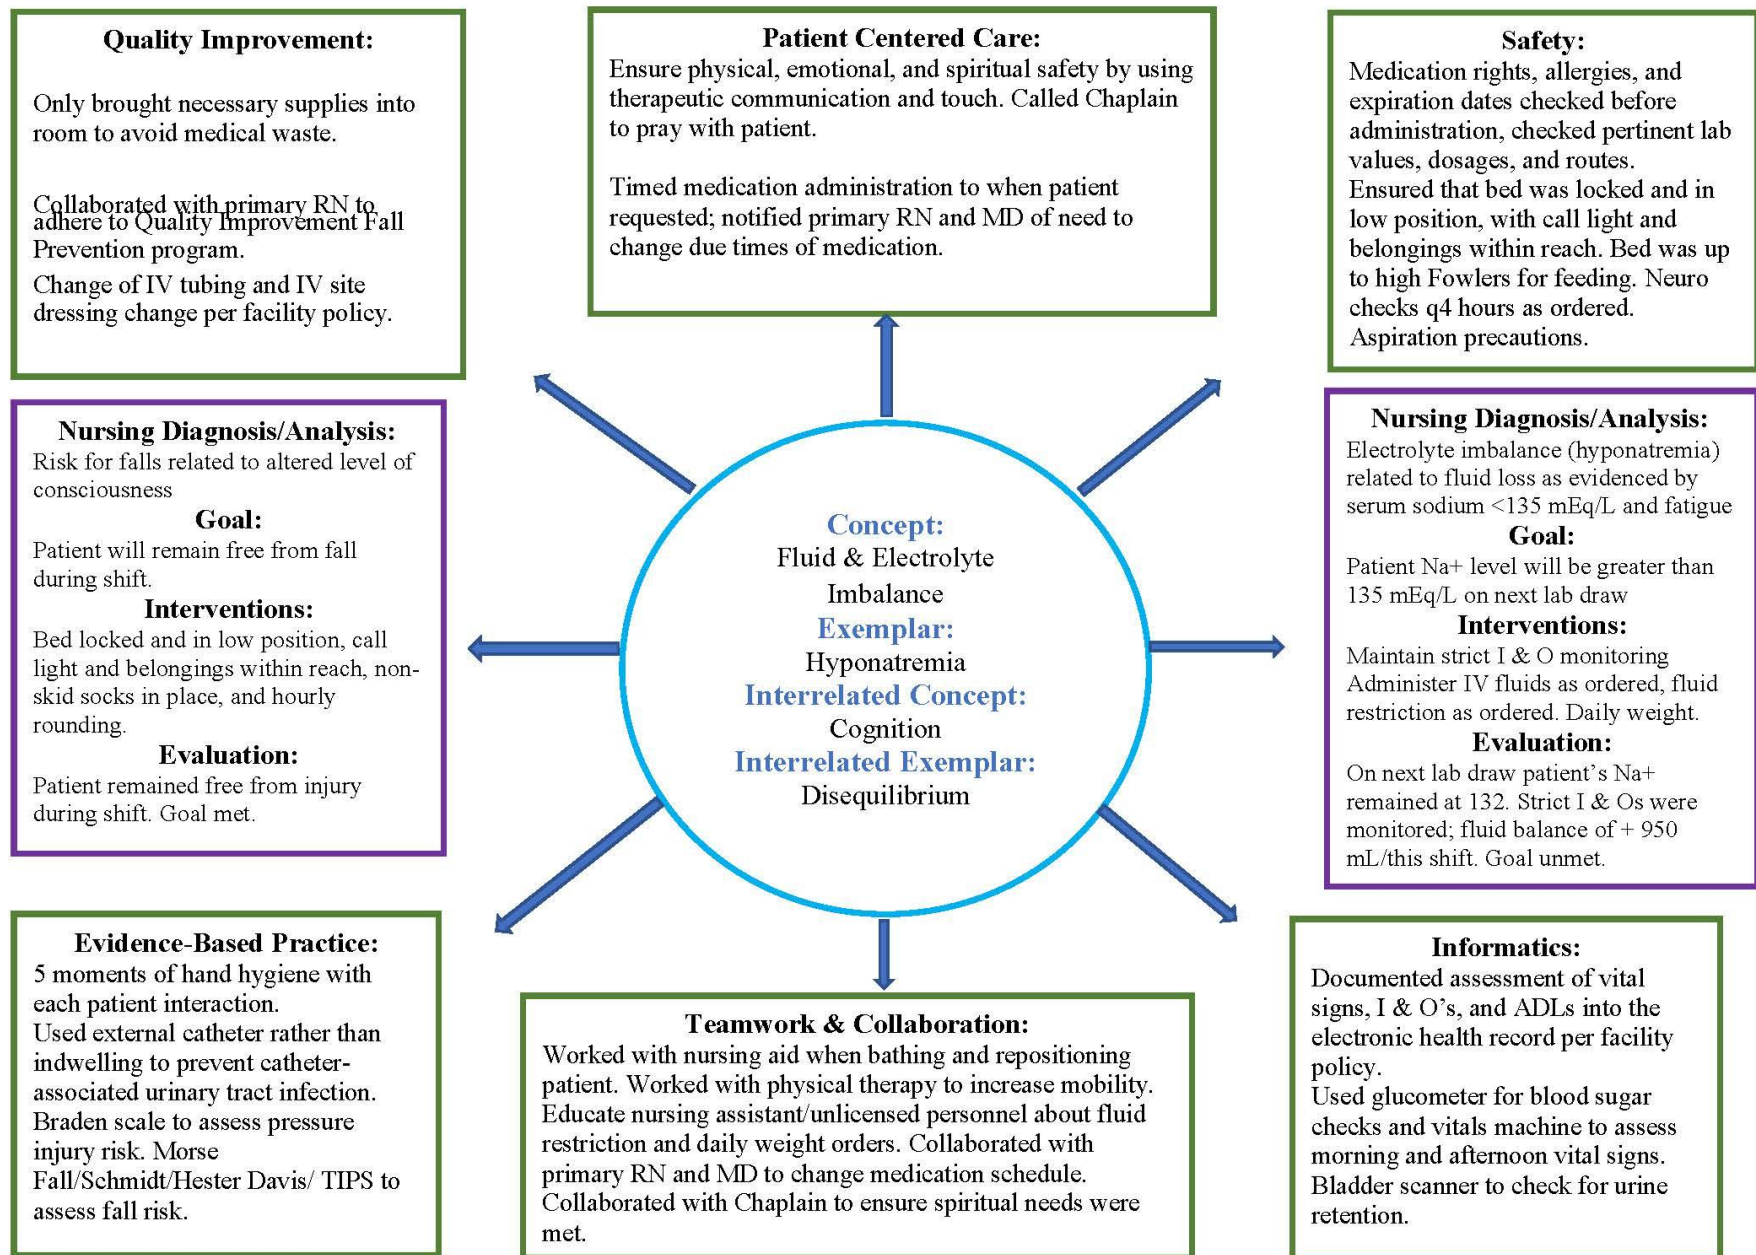 Quality Improvement:
Only brought necessary supplies into
room to avoid medical waste.
Collaborated with primary RN to
adhere to Quality Improvement Fall
Prevention program.
Change of IV tubing and IV site
dressing change per facility policy.
Patient Centered Care:
Ensure physical, emotional, and spiritual safety by using
therapeutic communication and touch. Called Chaplain
to pray with patient.
Timed medication administration to when patient
requested; notified primary RN and MD of need to
change due times of medication.
Safety:
Medication rights, allergies, and
expiration dates checked before
administration, checked pertinent lab
values, dosages, and routes.
Ensured that bed was locked and in
low position, with call light and
belongings within reach. Bed was up
to high Fowlers for feeding. Neuro
checks q4 hours as ordered.
Aspiration precautions.
Nursing Diagnosis/Analysis:
Risk for falls related to altered level of
consciousness
Goal:
Patient will remain free from fall
during shift.
Interventions:
Bed locked and in low position, call
light and belongings within reach, non-
skid socks in place, and hourly
rounding.
Evaluation:
Patient remained free from injury
during shift. Goal met.
Concept:
Fluid & Electrolyte
Imbalance
Exemplar:
Hyponatremia
Interrelated Concept:
Cognition
Interrelated Exemplar:
Disequilibrium
Nursing Diagnosis/Analysis:
Electrolyte imbalance (hyponatremia)
related to fluid loss as evidenced by
serum sodium <135 mEq/L and fatigue
Goal:
Patient Na+ level will be greater than
135 mEq/L on next lab draw
Interventions:
Maintain strict I & O monitoring
Administer IV fluids as ordered, fluid
restriction as ordered. Daily weight.
Evaluation:
On next lab draw patient’s Na+
remained at 132. Strict I & Os were
monitored; fluid balance of + 950
mL/this shift. Goal unmet.
Evidence-Based Practice:
5 moments of hand hygiene with
each patient interaction.
Used external catheter rather than
indwelling to prevent catheter-
associated urinary tract infection.
Braden scale to assess pressure
injury risk. Morse
Fall/Schmidt/Hester Davis/ TIPS to
assess fall risk.
Teamwork & Collaboration:
Worked with nursing aid when bathing and repositioning
patient. Worked with physical therapy to increase mobility.
Educate nursing assistant/unlicensed personnel about fluid
restriction and daily weight orders. Collaborated with
primary RN and MD to change medication schedule.
Collaborated with Chaplain to ensure spiritual needs were
met.
Informatics:
Documented assessment of vital
signs, I & O’s, and ADLs into the
electronic health record per facility
policy.
Used glucometer for blood sugar
checks and vitals machine to assess
morning and afternoon vital signs.
Bladder scanner to check for urine
retention.